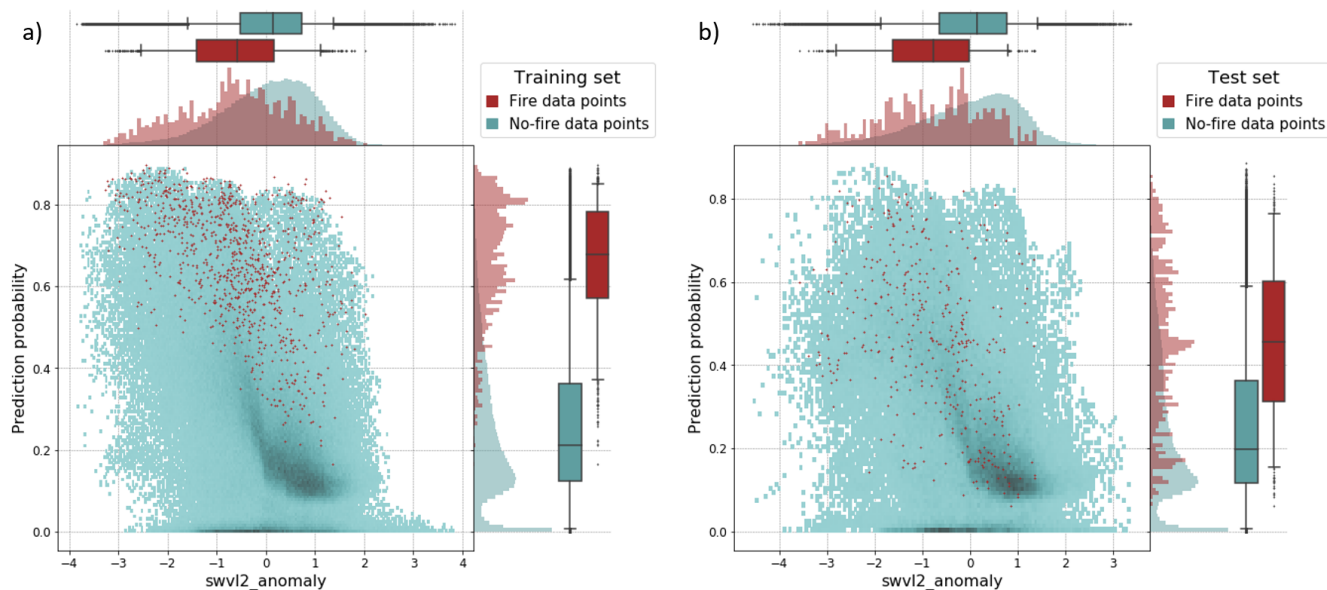 a)
Training set
Fire data points
No-fire data points
Prediction probability
0.8
0.6
0.4
0.2
0.0
−4 −3 −2 −1 0 1 2 3 4
swvl2_anomaly
b)
Test set
Fire data points
No-fire data points
Prediction probability
0.8
0.6
0.4
0.2
0.0
−4 −3 −2 −1 0 1 2 3
swvl2_anomaly